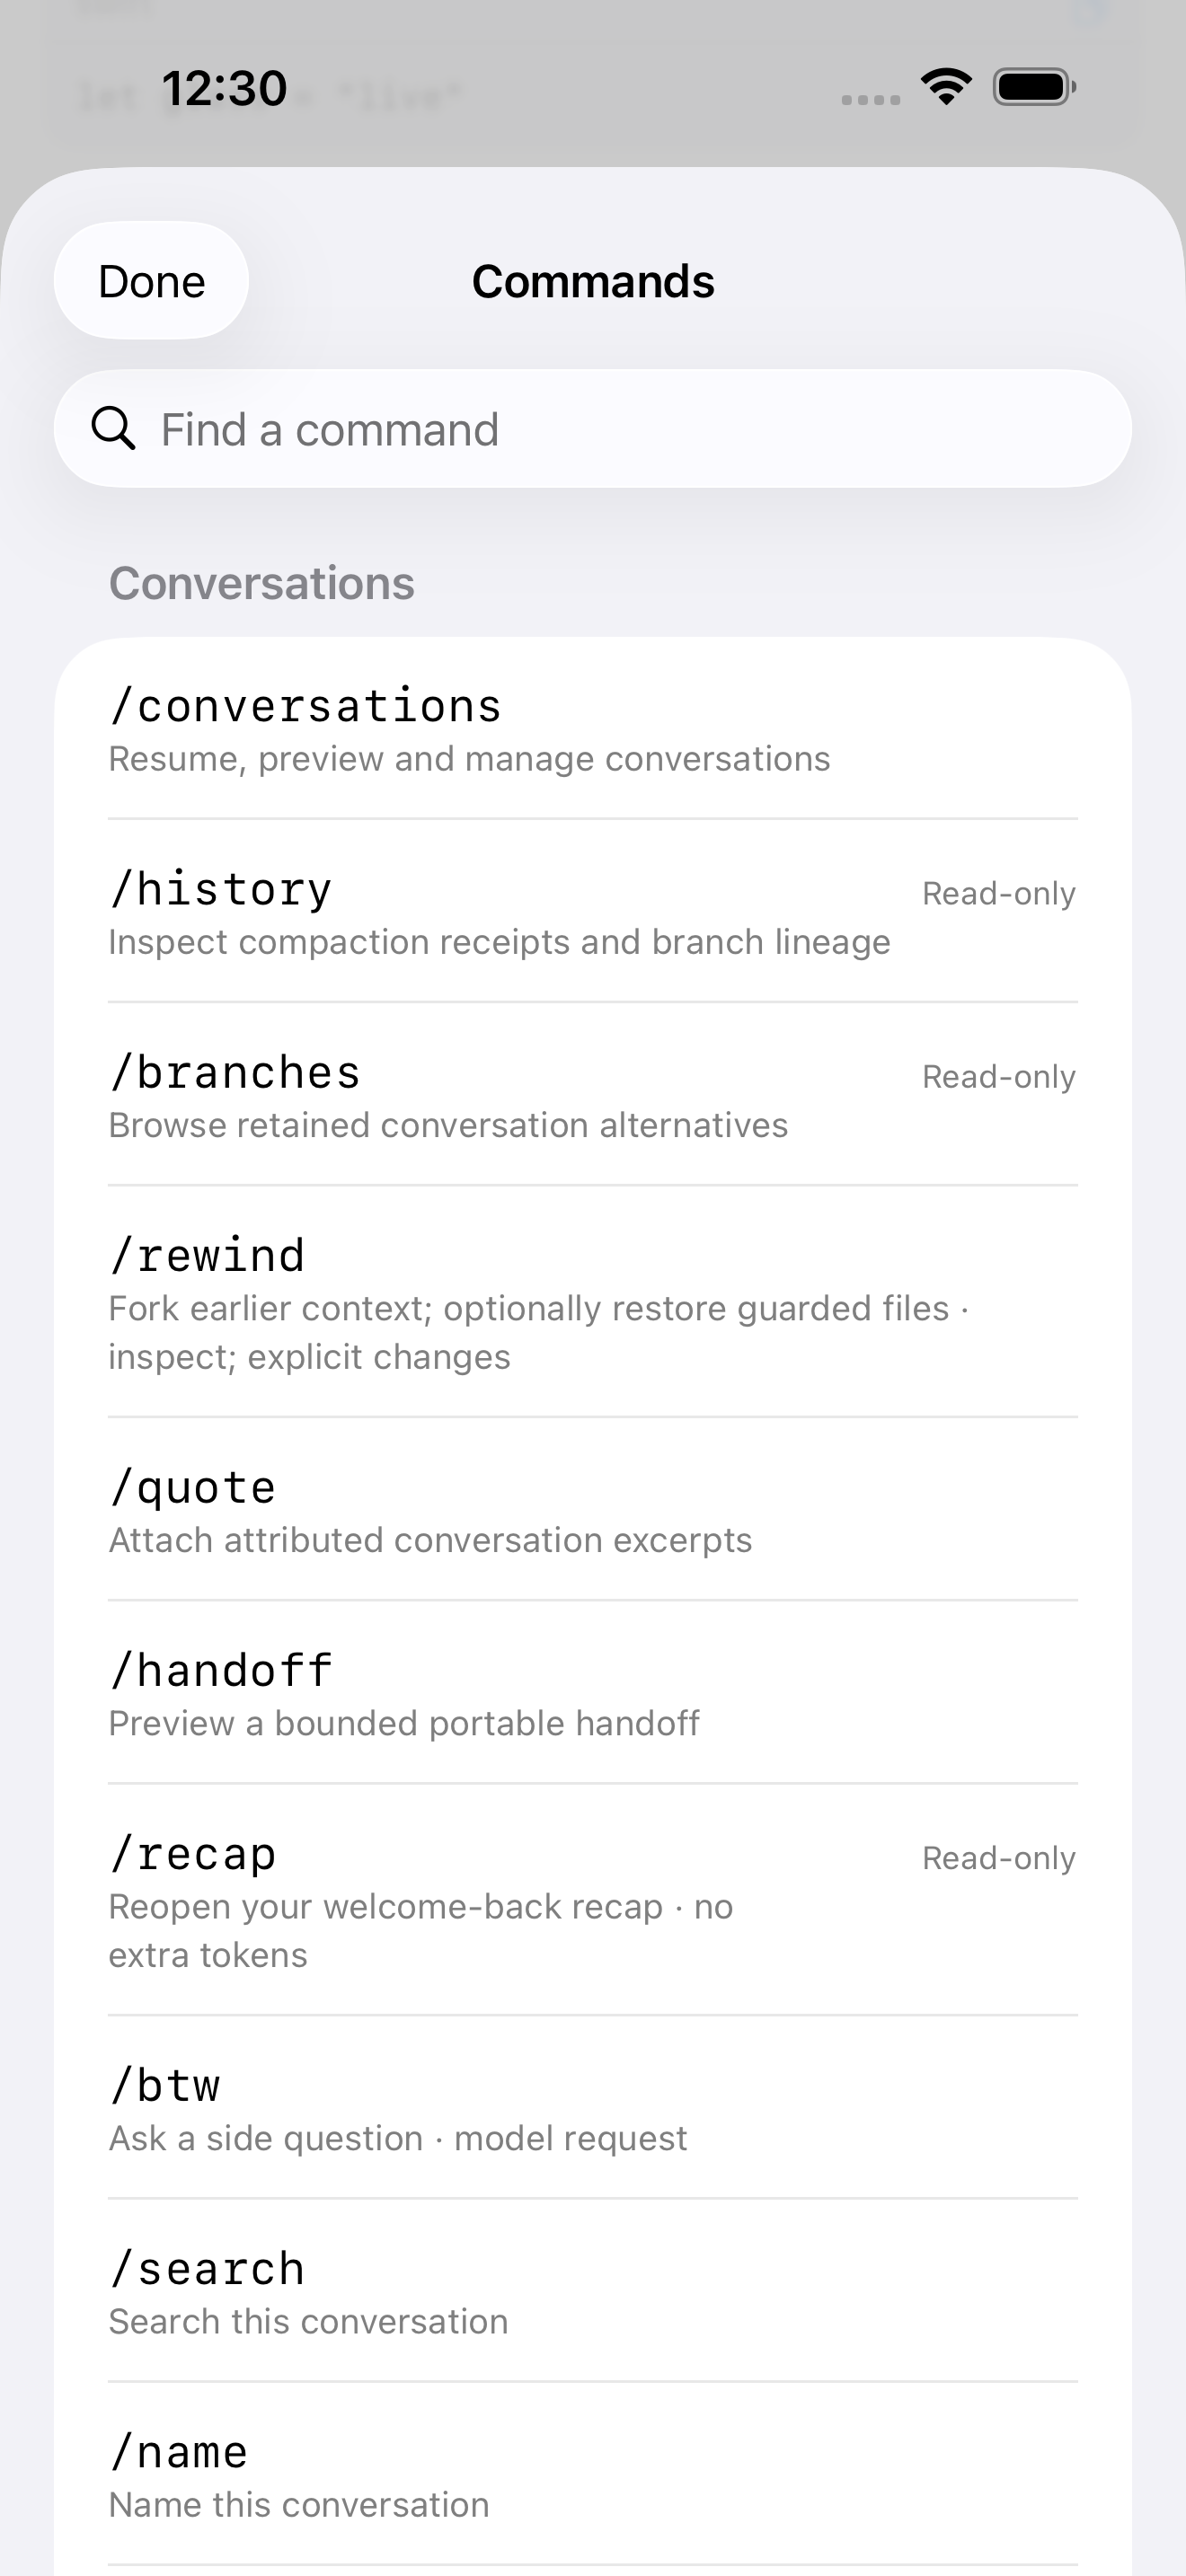 let = "live"
12:30
Done
Commands
Find a command
Conversations
/conversations
Resume, preview and manage conversations
/history
Read-only
Inspect compaction receipts and branch lineage
/branches
Read-only
Browse retained conversation alternatives
/rewind
Fork earlier context; optionally restore guarded files ·
inspect; explicit changes
/quote
Attach attributed conversation excerpts
/handoff
Preview a bounded portable handoff
/recap
Read-only
Reopen your welcome-back recap · no
extra tokens
/btw
Ask a side question · model request
/search
Search this conversation
/name
Name this conversation